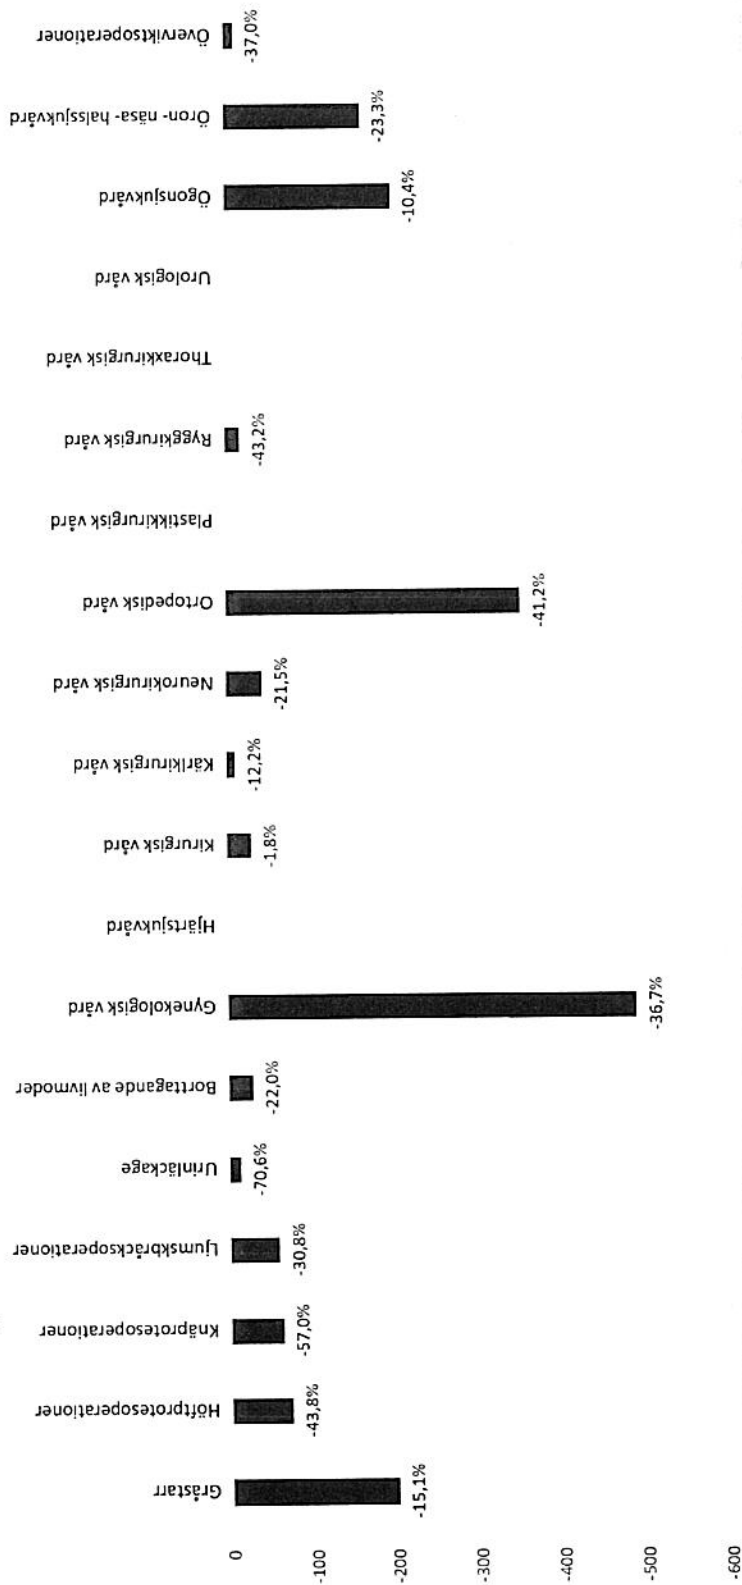 Gråstarr
Höftprotesoperationer
Knäprotesoperationer
Ljumskbråcksoperationer
Urinläckage
Borttagande av livmoder
Gynekologisk vård
Hjärtsjukvård
Kirurgisk vård
Kärlkirurgisk vård
Neurokirurgisk vård
Ortopedisk vård
Plastikkirurgisk vård
Ryggkirurgisk vård
Thoraxkirurgisk vård
Urologisk vård
Ögonsjukvård
Öron- näsa- halssjukvård
Överviktsoperationer
0
-100
-200
-300
-400
-500
-600
-15,1%
-43,8%
-57,0%
-30,8%
-70,6%
-22,0%
-36,7%
-1,8%
-12,2%
-21,5%
-41,2%
-43,2%
-10,4%
-23,3%
-37,0%